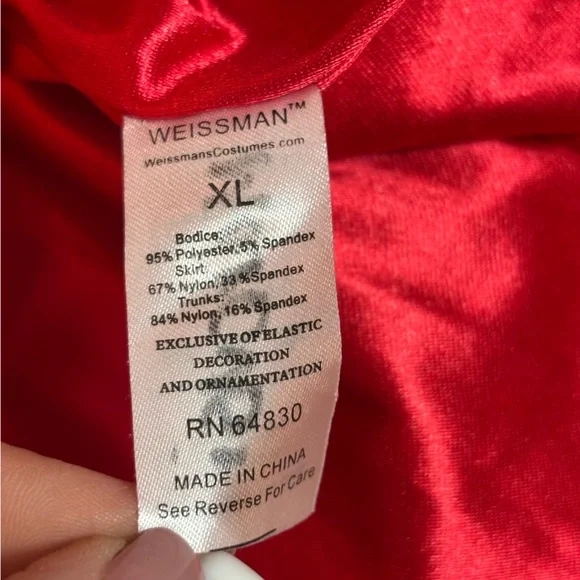 WEISSMAN™
WeissmansCostumes.com
XL
Bodice:
95% Polyester, 5% Spandex
Skirt
67% Nylon, 33 % Spandex
Trunks:
84% Nylon, 16% Spandex
EXCLUSIVE OF ELASTIC
DECORATION
AND ORNAMENTATION
RN 64830
MADE IN CHINA
See Reverse For Care